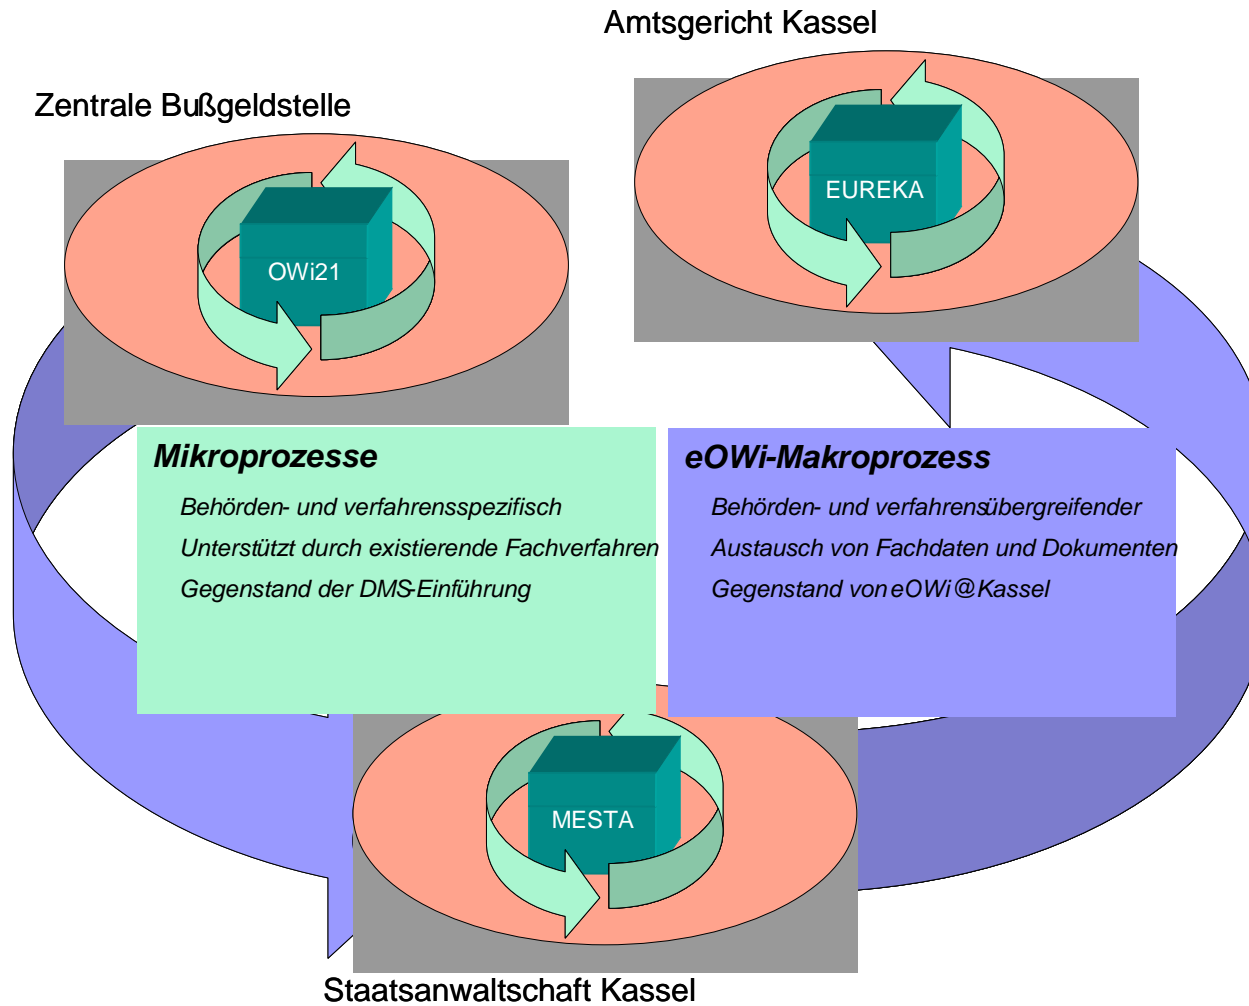 Amtsgericht Kassel
Zentrale Bußgeldstelle
EUREKA
OWi21
Mikroprozesse
Behörden- und verfahrensspezifisch
Unterstützt durch existierende Fachverfahren
Gegenstand der DMS-Einführung
eOWi-Makroprozess
Behörden- und verfahrensübergreifender
Austausch von Fachdaten und Dokumenten
Gegenstand von eOWi@Kassel
MESTA
Staatsanwaltschaft Kassel